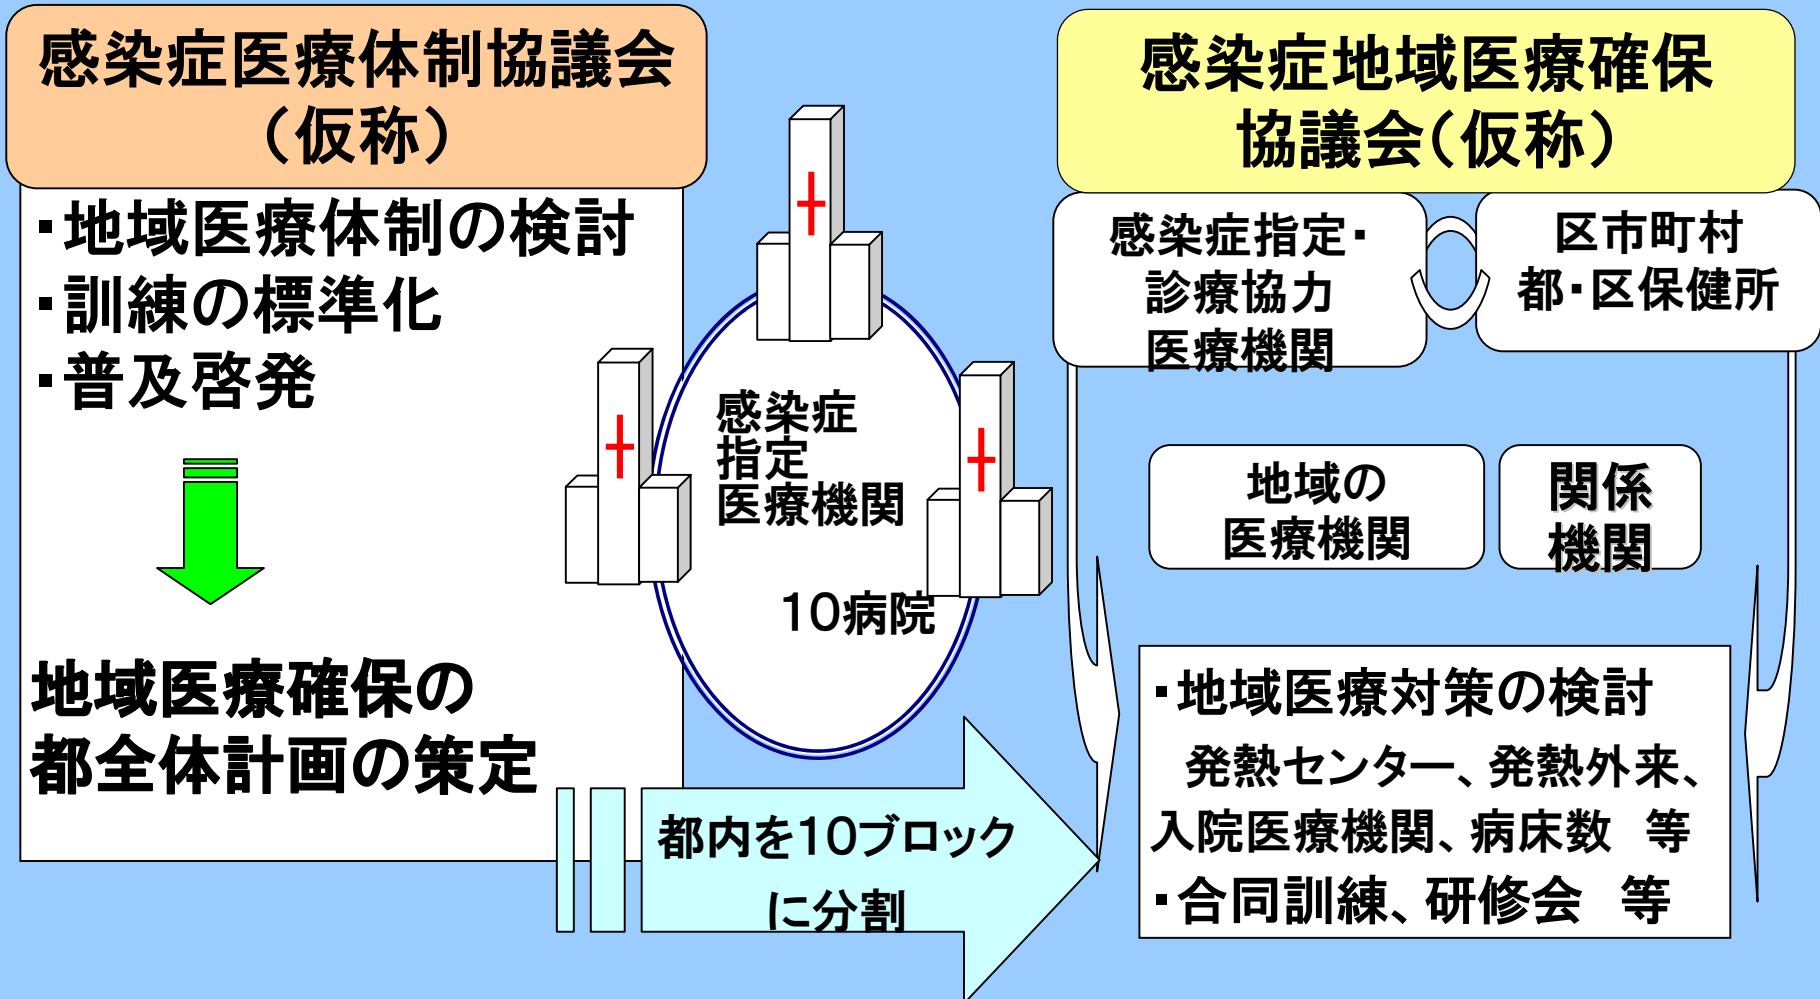 感染症医療体制協議会
（仮称）
・地域医療体制の検討
・訓練の標準化
・普及啓発
地域医療確保の
都全体計画の策定
感染症
指定
医療機関
10病院
都内を10ブロック
に分割
感染症地域医療確保
協議会（仮称）
感染症指定・
診療協力
医療機関
区市町村
都・区保健所
地域の
医療機関
関係
機関
・地域医療対策の検討
発熱センター、発熱外来、
入院医療機関、病床数　等
・合同訓練、研修会　等